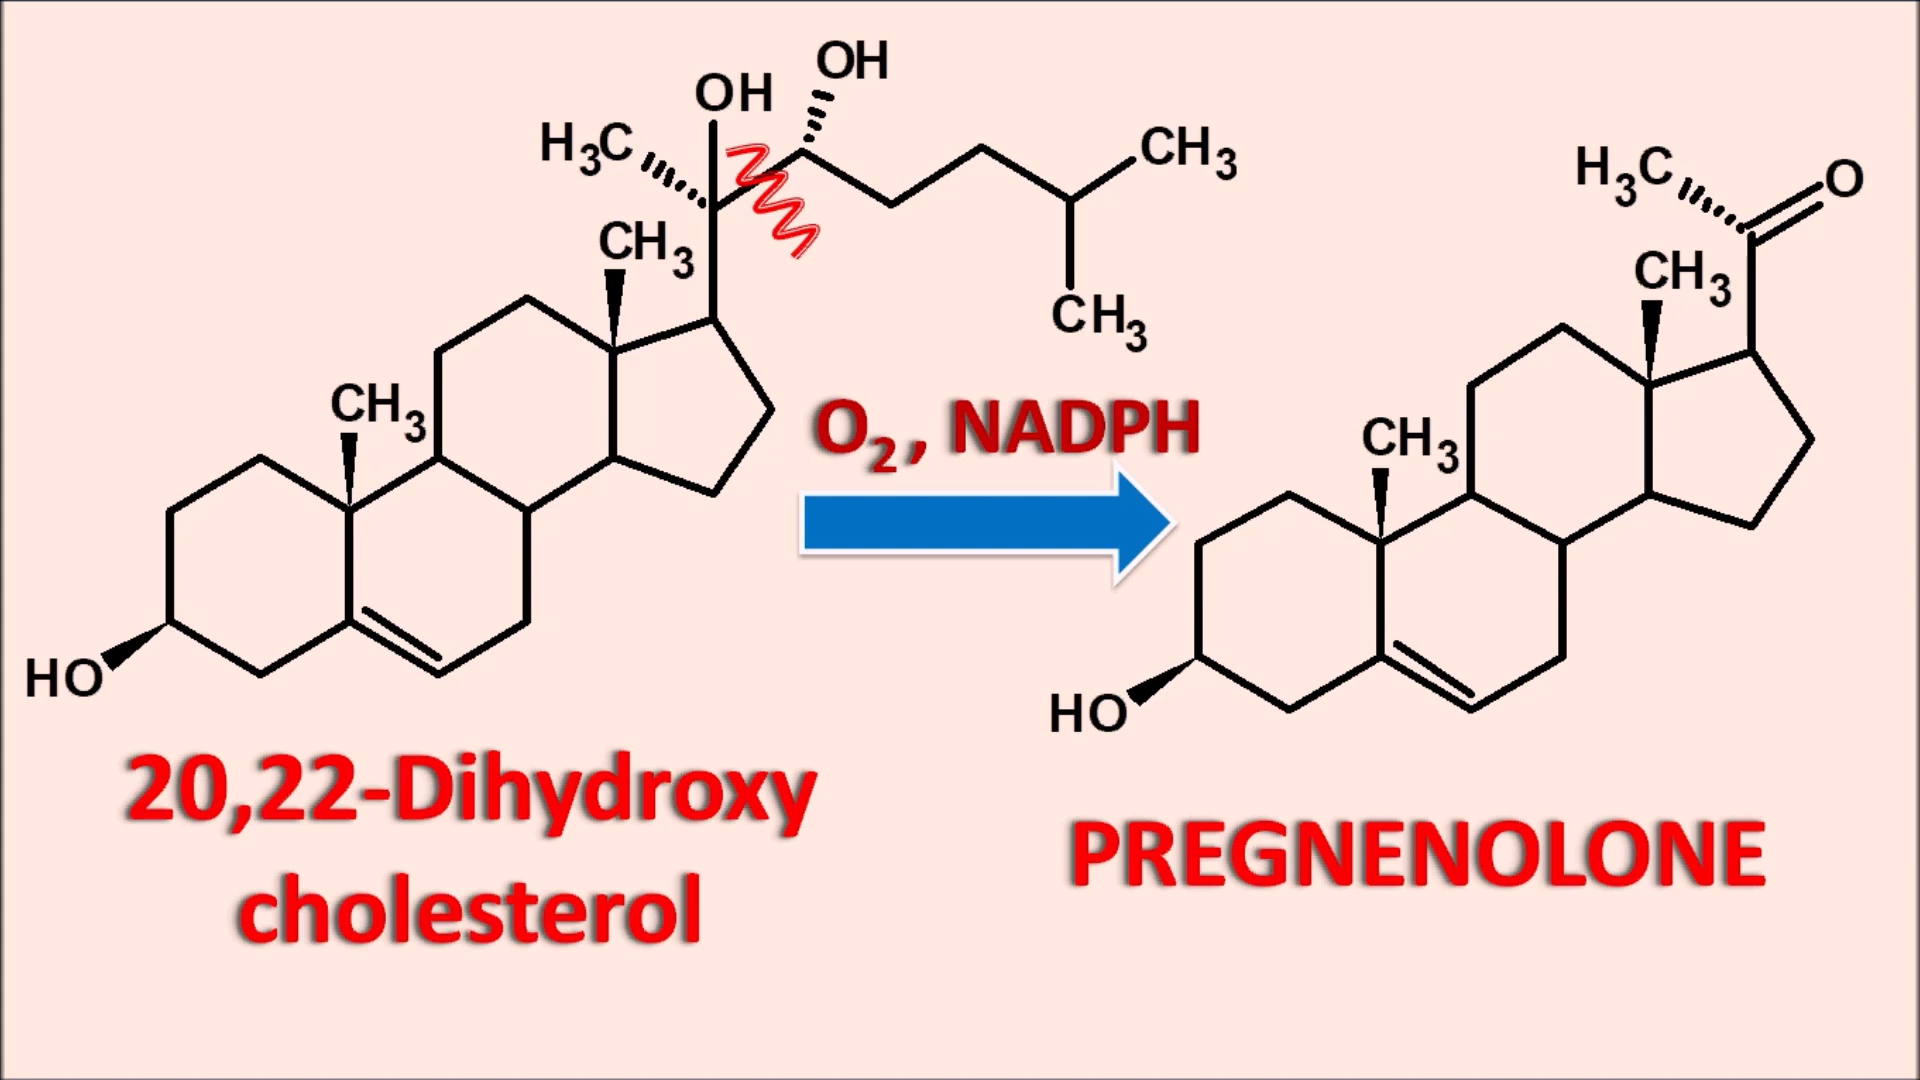 OH
OH
H₃C
CH₃
CH₃
CH₃
CH₃
HO
20,22-Dihydroxy
cholesterol
O₂, NADPH
H₃C
O
CH₃
CH₃
HO
PREGNENOLONE